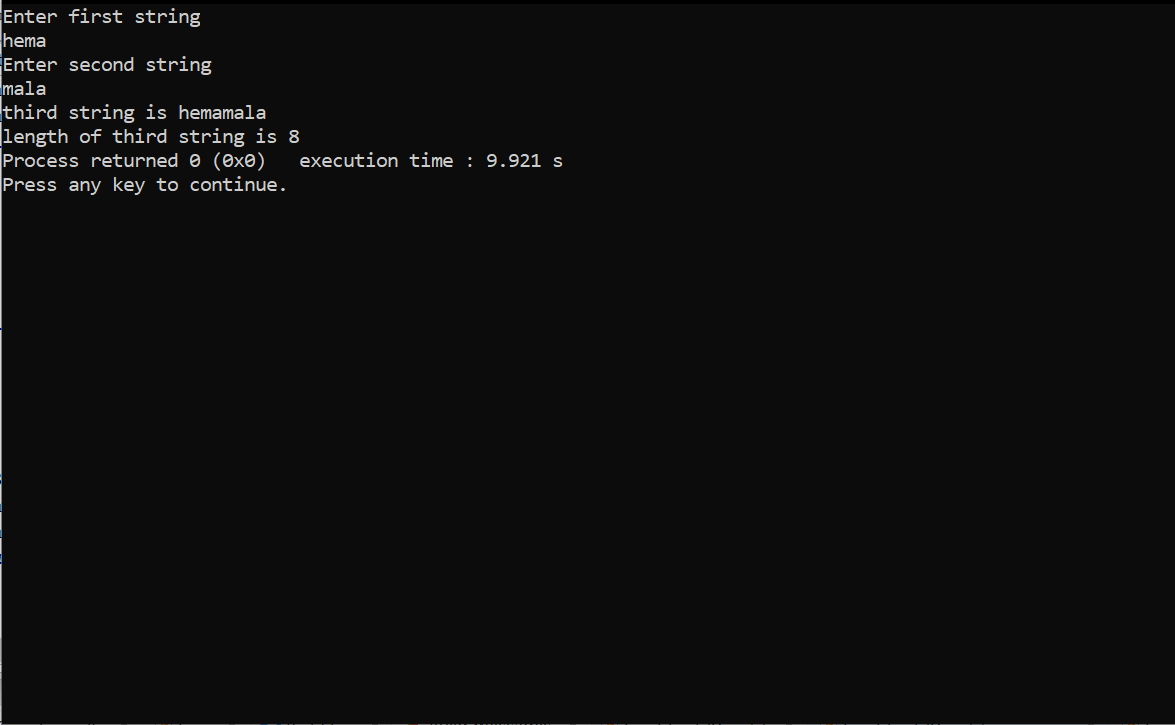 Enter first string
hema
Enter second string
mala
third string is hemamala
length of third string is 8
Process returned 0 (0x0)   execution time : 9.921 s
Press any key to continue.